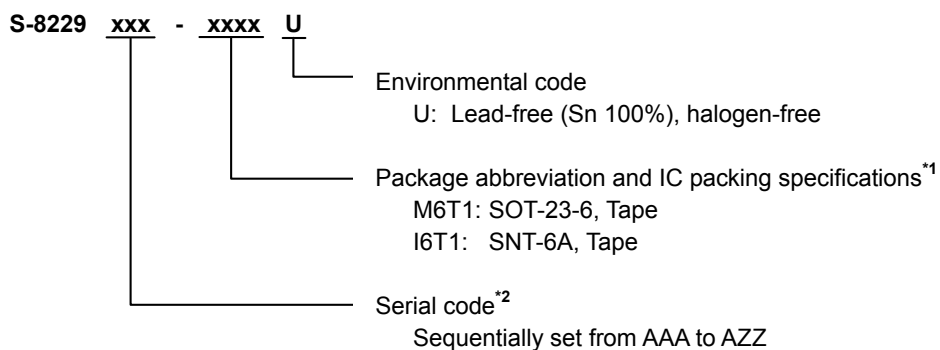 S-8229 xxx - xxxx U
Environmental code
U: Lead-free (Sn 100%), halogen-free
Package abbreviation and IC packing specifications*1
M6T1: SOT-23-6, Tape
I6T1: SNT-6A, Tape
Serial code*2
Sequentially set from AAA to AZZ